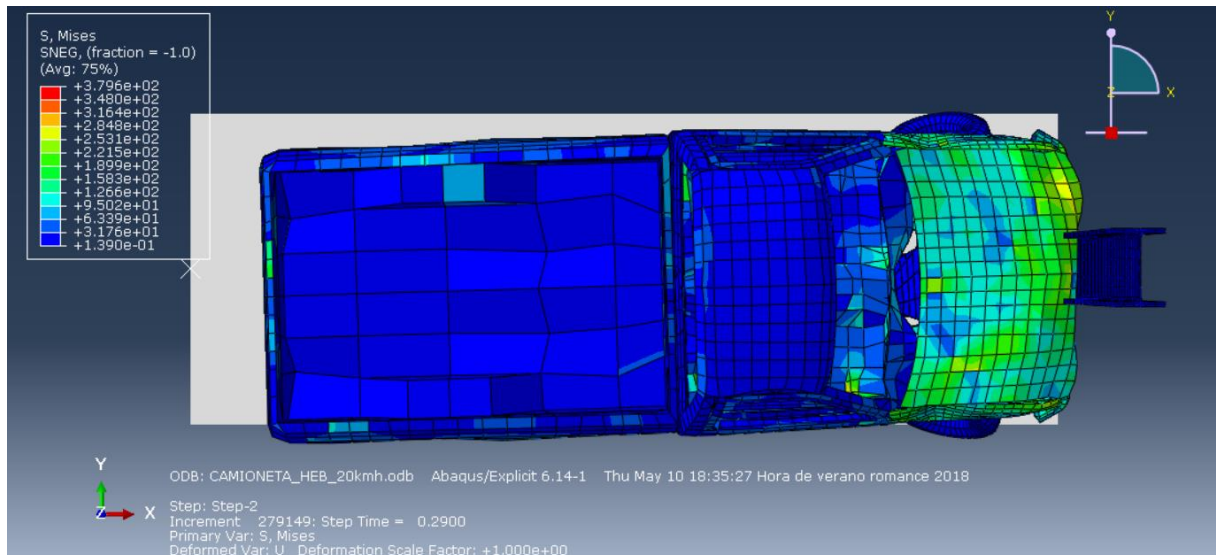 S, Mises
SNEG, (fraction = -1.0)
(Avg: 75%)
+3.796e+02
+3.480e+02
+3.164e+02
+2.848e+02
+2.531e+02
+2.215e+02
+1.899e+02
+1.583e+02
+1.266e+02
+9.502e+01
+6.339e+01
+3.176e+01
+1.390e-01
Y
Z X
Y
Z X
ODB: CAMIONETA_HEB_20kmh.odb Abaqus/Explicit 6.14-1 Thu May 10 18:35:27 Hora de verano romance 2018
Step: Step-2
Increment 279149: Step Time = 0.2900
Primary Var: S, Mises
Deformed Var: U Deformation Scale Factor: +1.000e+00